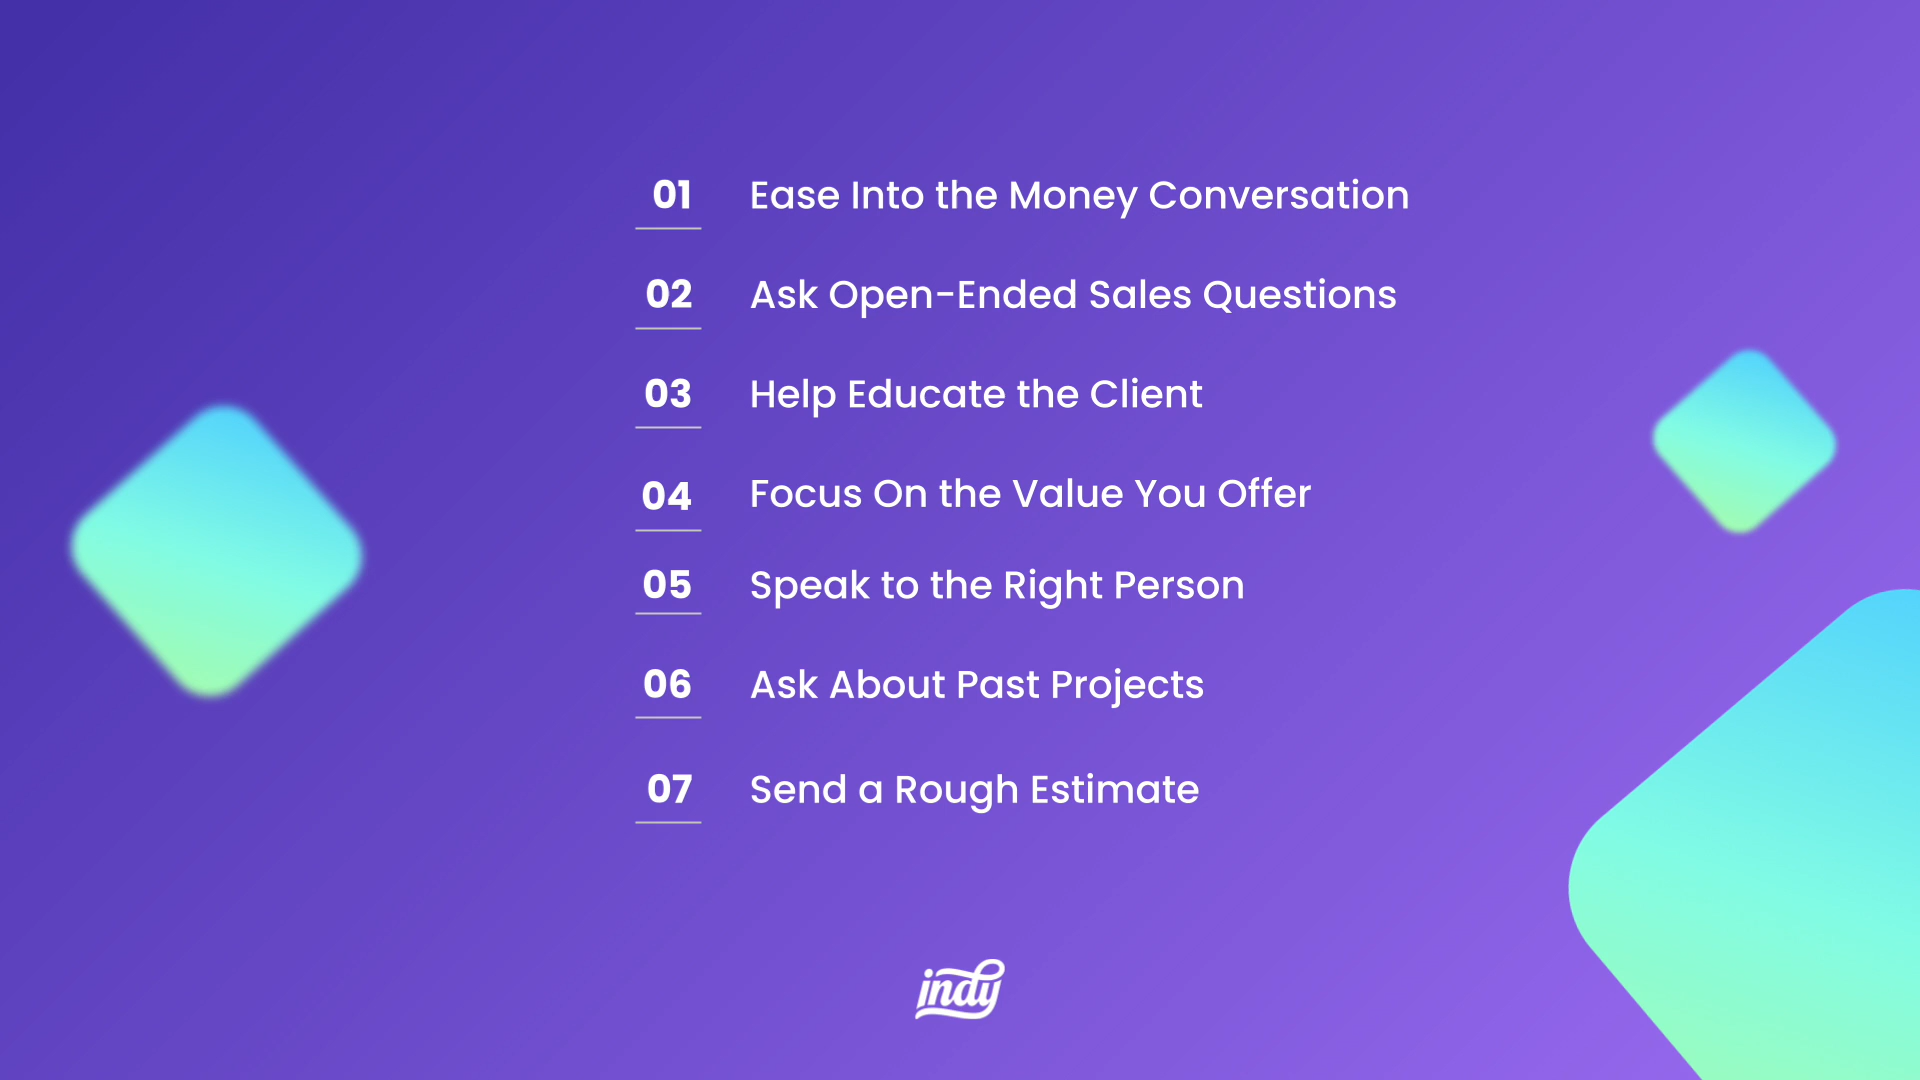 01 Ease Into the Money Conversation
02 Ask Open-Ended Sales Questions
03 Help Educate the Client
04 Focus On the Value You Offer
05 Speak to the Right Person
06 Ask About Past Projects
07 Send a Rough Estimate
indy